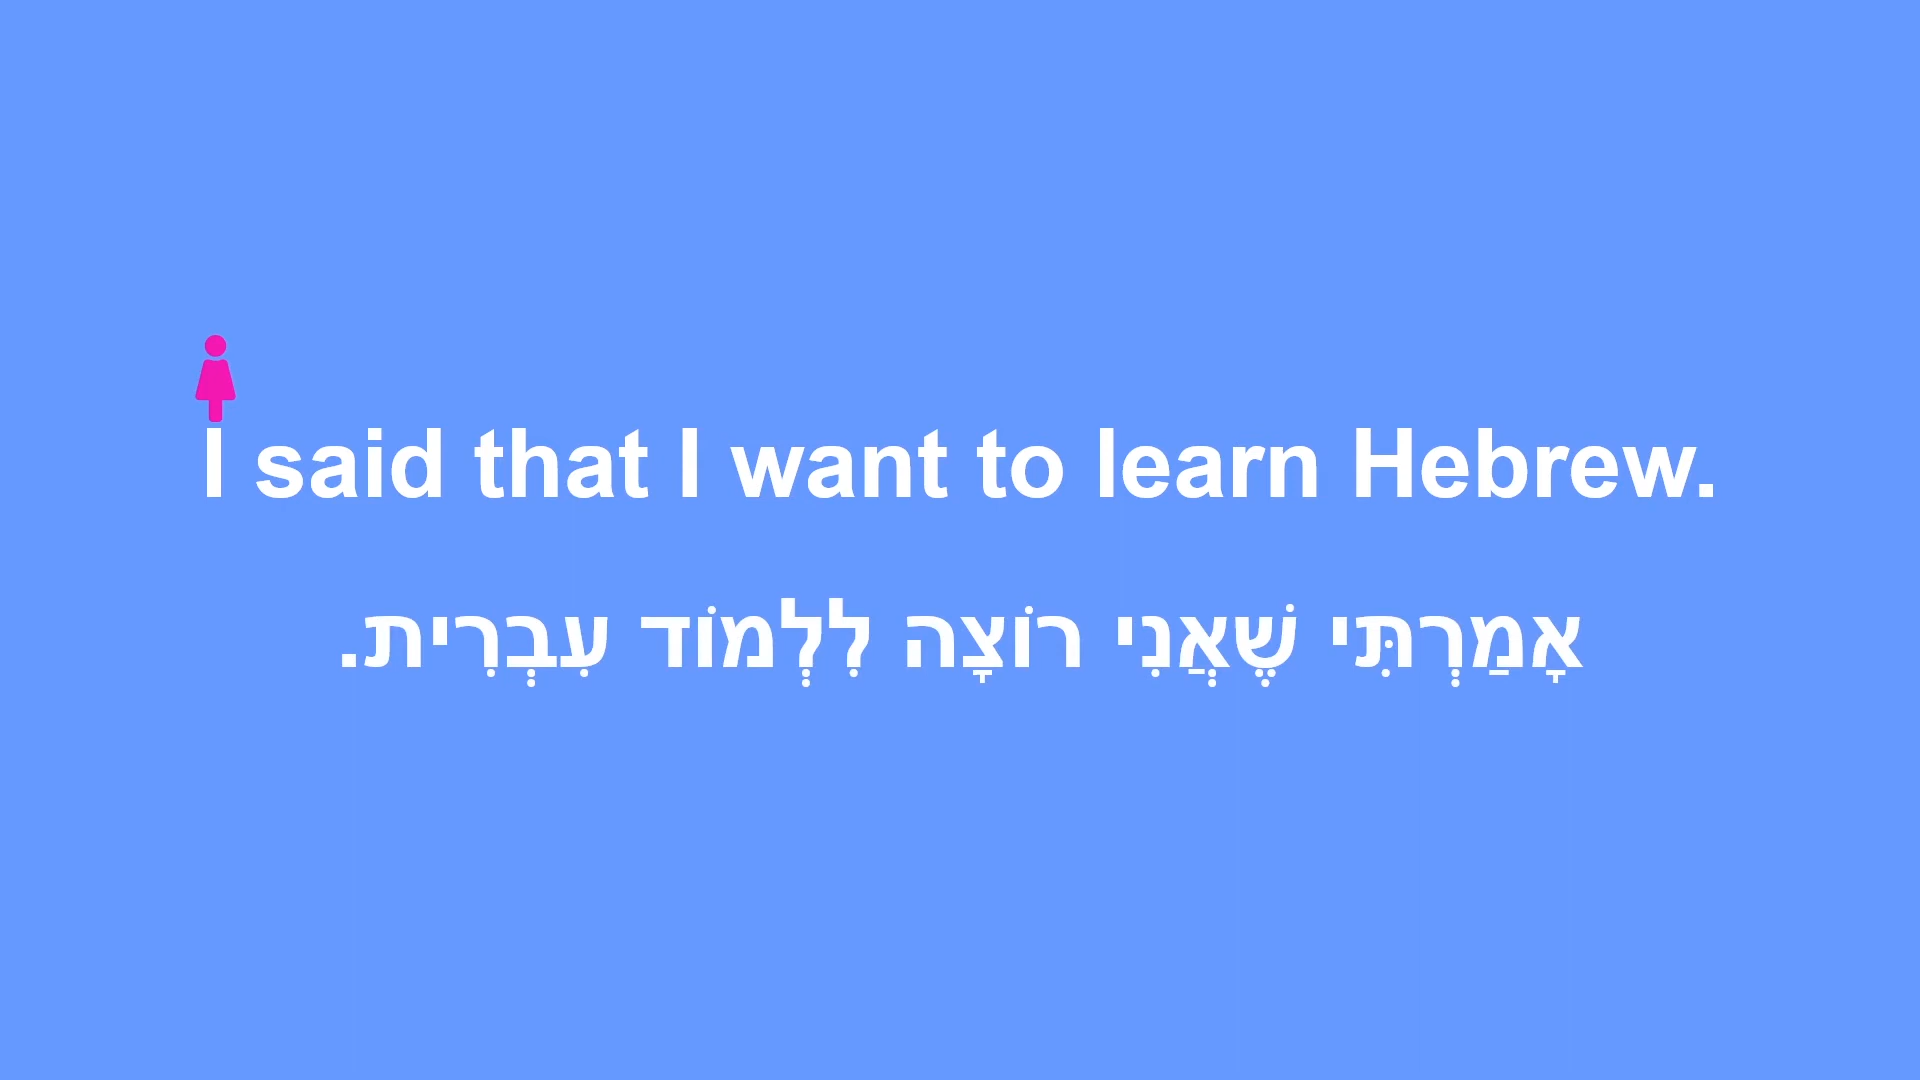 I said that I want to learn Hebrew.
אָמַרְתִּי שֶׁאֲנִי רוֹצָה לִלְמוֹד עִבְרִית.